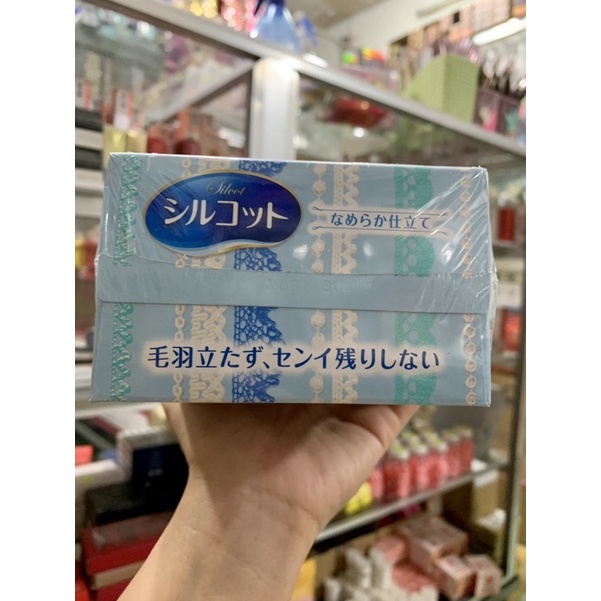 Silcot
シルコット
なめらか仕立て
毛羽立たず、センイ残りしない